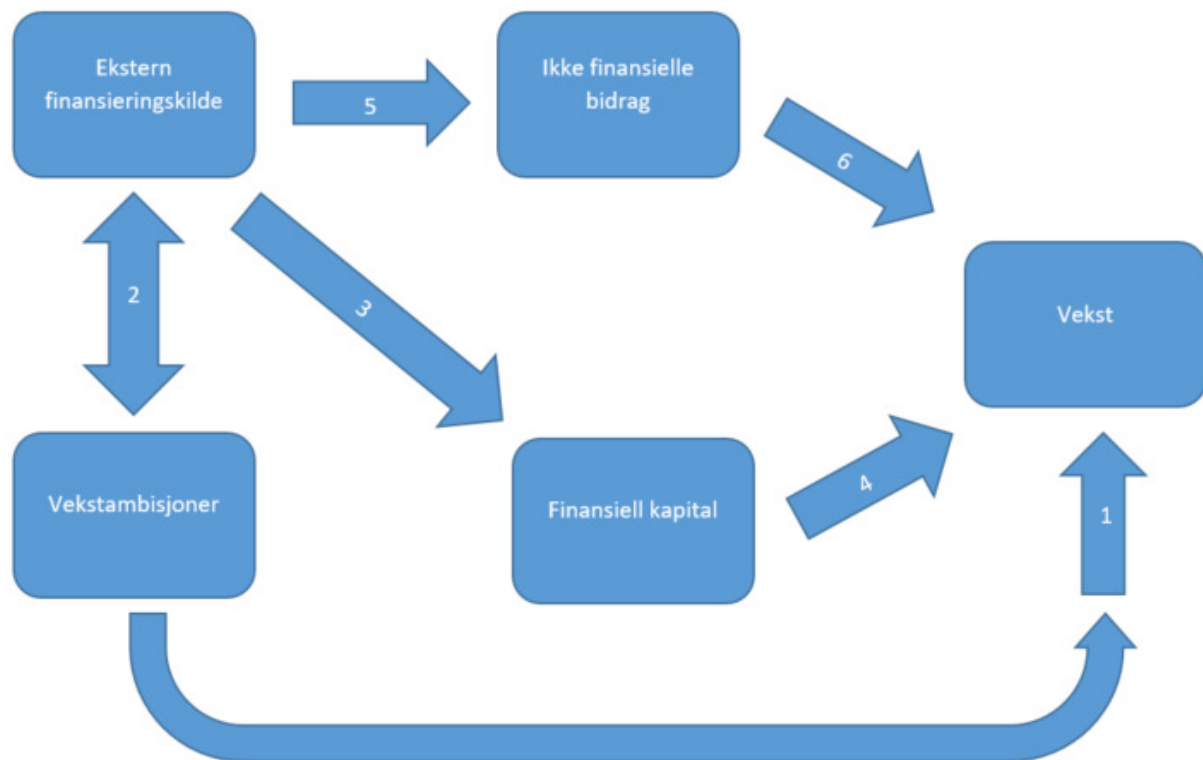 Ekstern
finansieringskilde
5
Ikke finansielle
bidrag
6
2
3
Vekst
Vekstambisjoner
Finansiell kapital
4
1